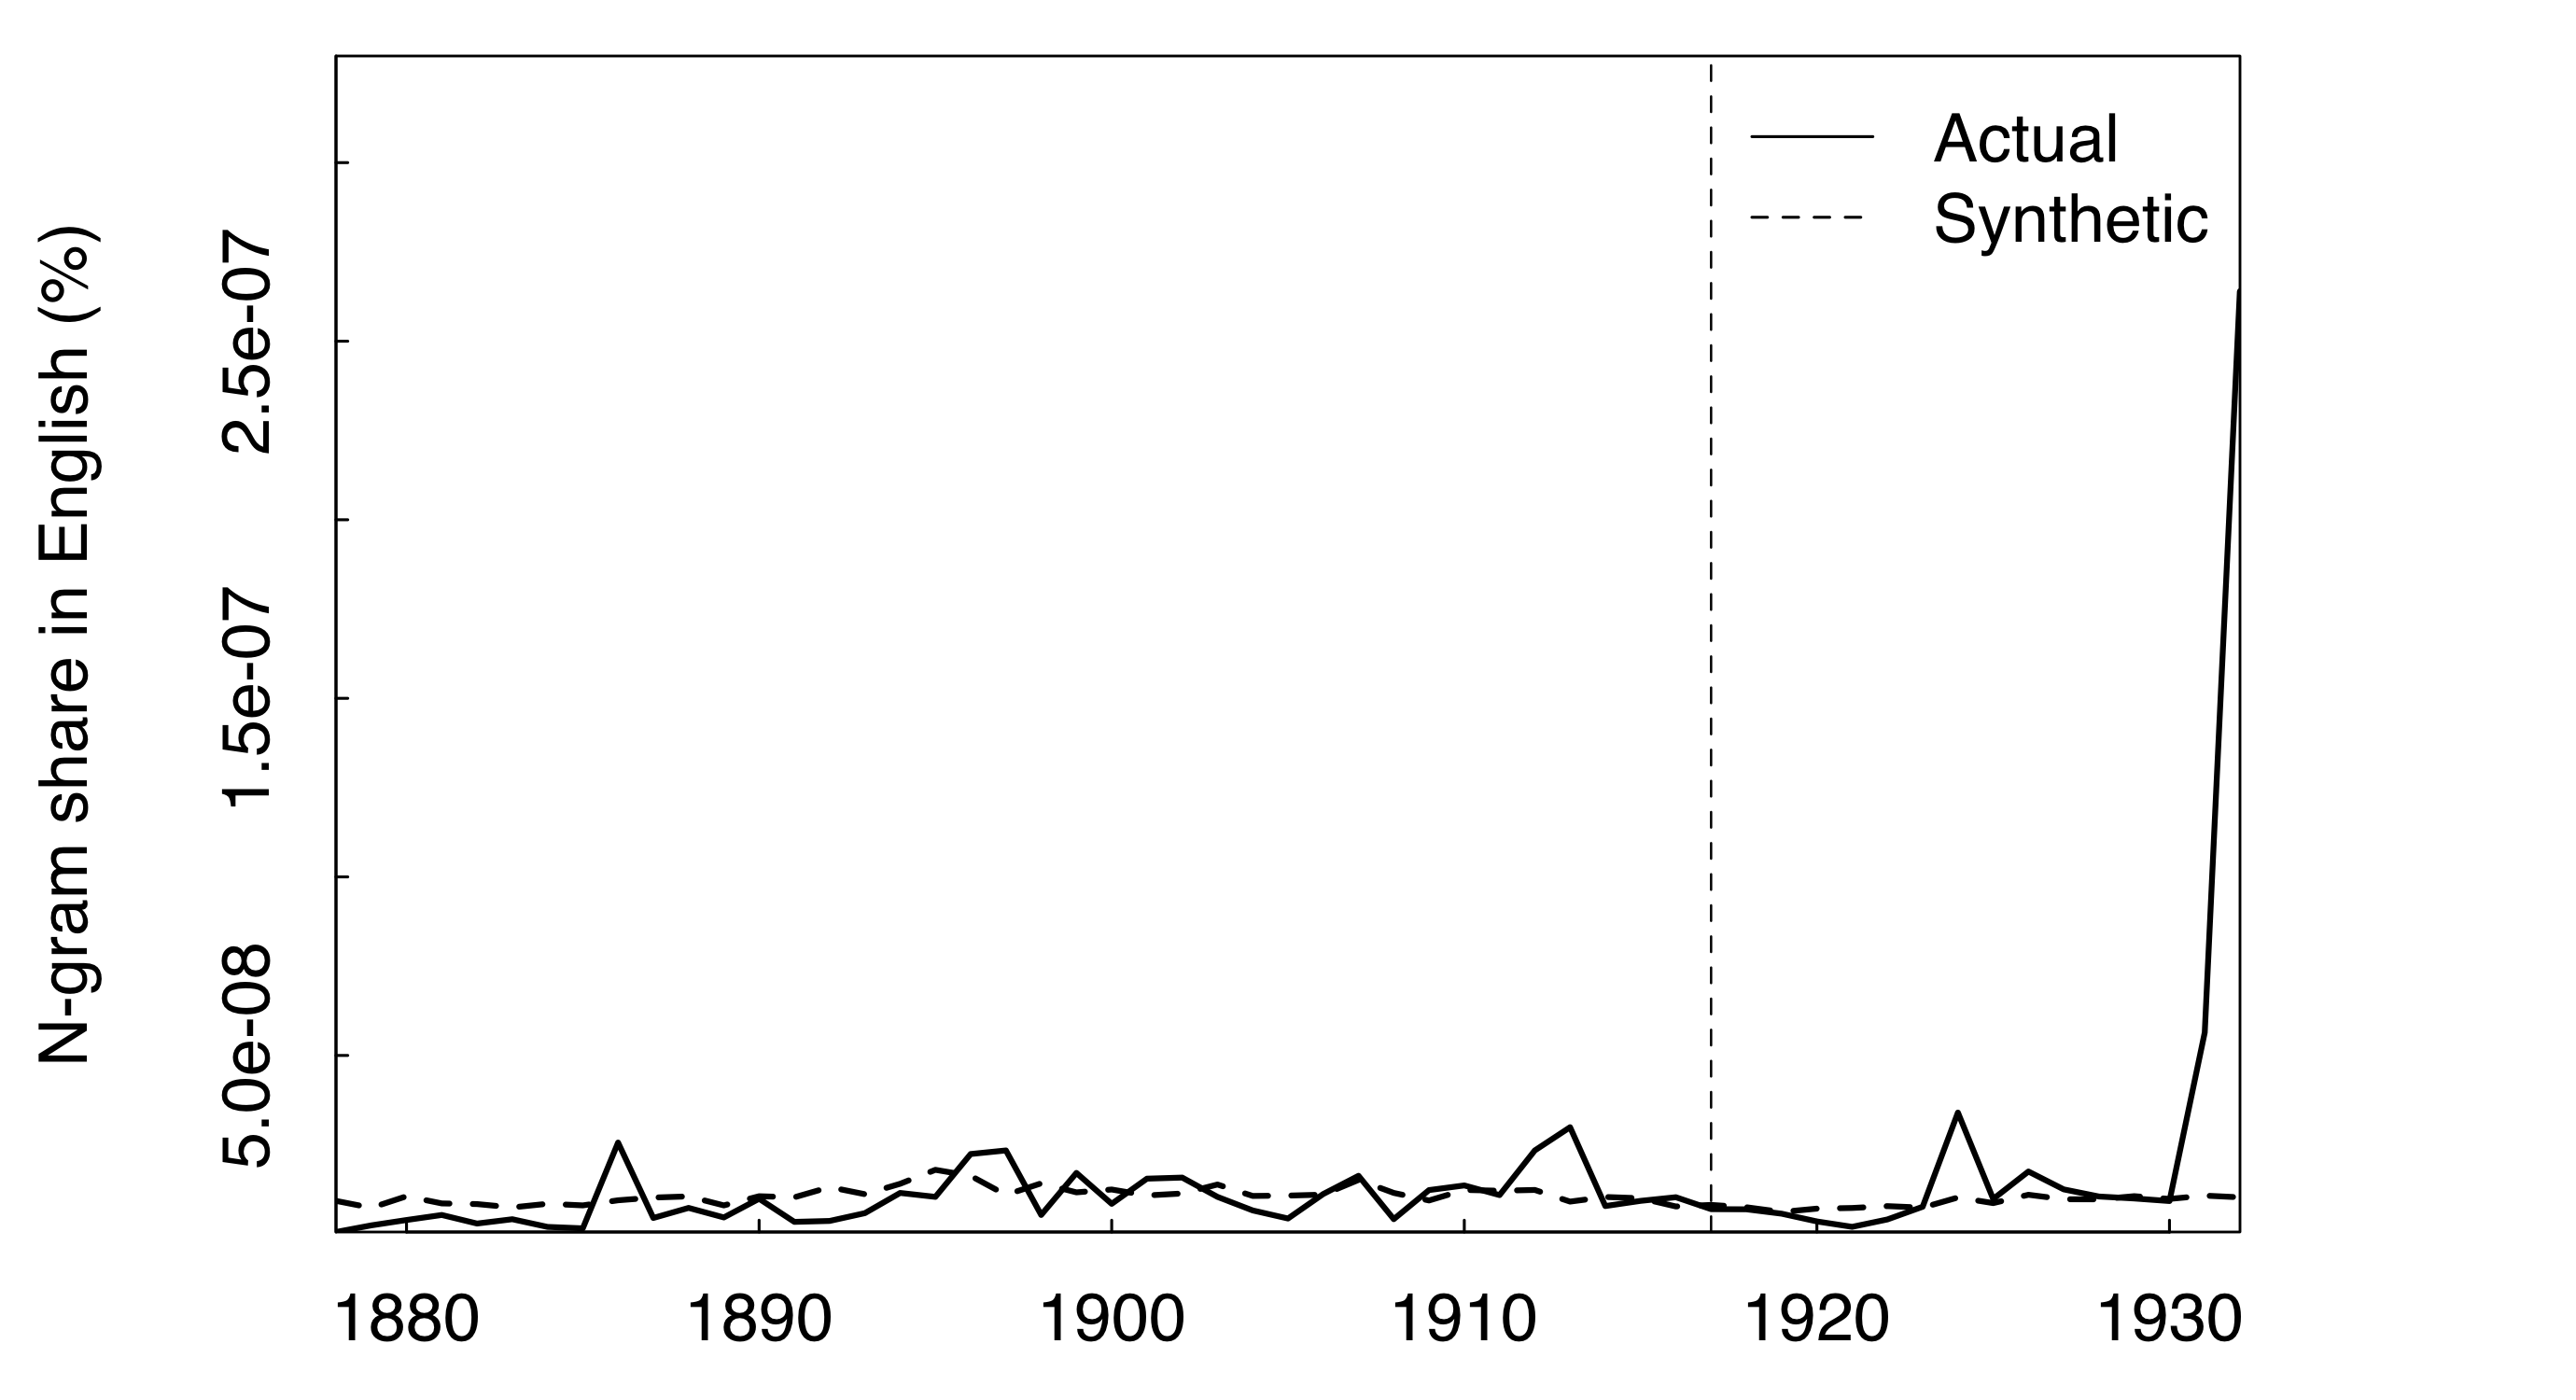 N-gram share in English (%)
2.5e-07
1.5e-07
5.0e-08
Actual
Synthetic
1880 1890 1900 1910 1920 1930